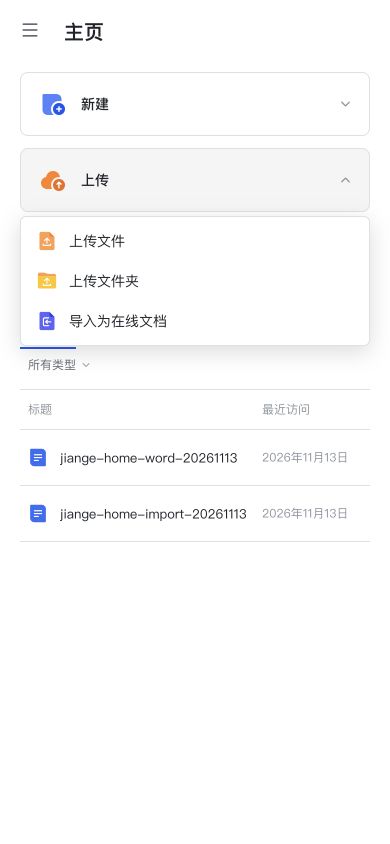 主页
新建
上传
上传文件
上传文件夹
导入为在线文档
所有类型
标题 最近访问
jiange-home-word-20261113 2026年11月13日
jiange-home-import-20261113 2026年11月13日